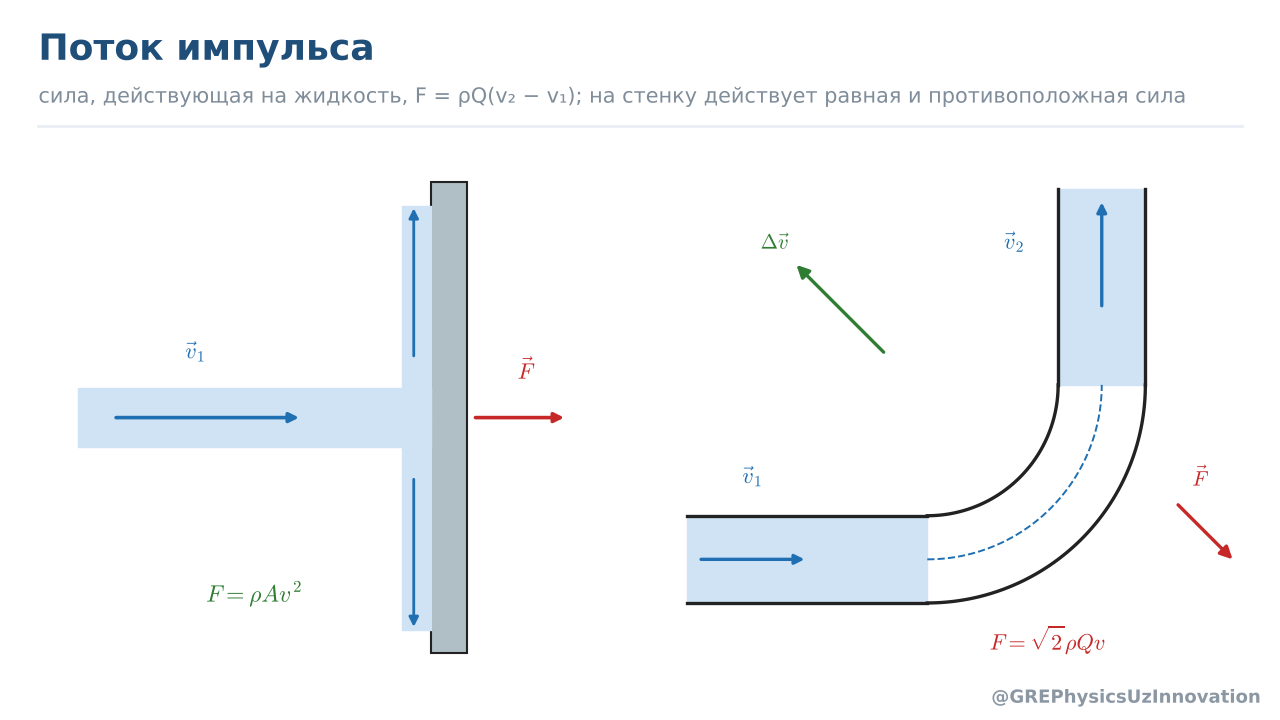 Поток импульса
сила, действующая на жидкость, F = ρQ(v₂ − v₁); на стенку действует равная и противоположная сила
Δv⃗
v⃗₂
v⃗₁
F⃗
v⃗₁
F⃗
F = ρAv²
F = √2 ρQv
@GREPhysicsUzInnovation